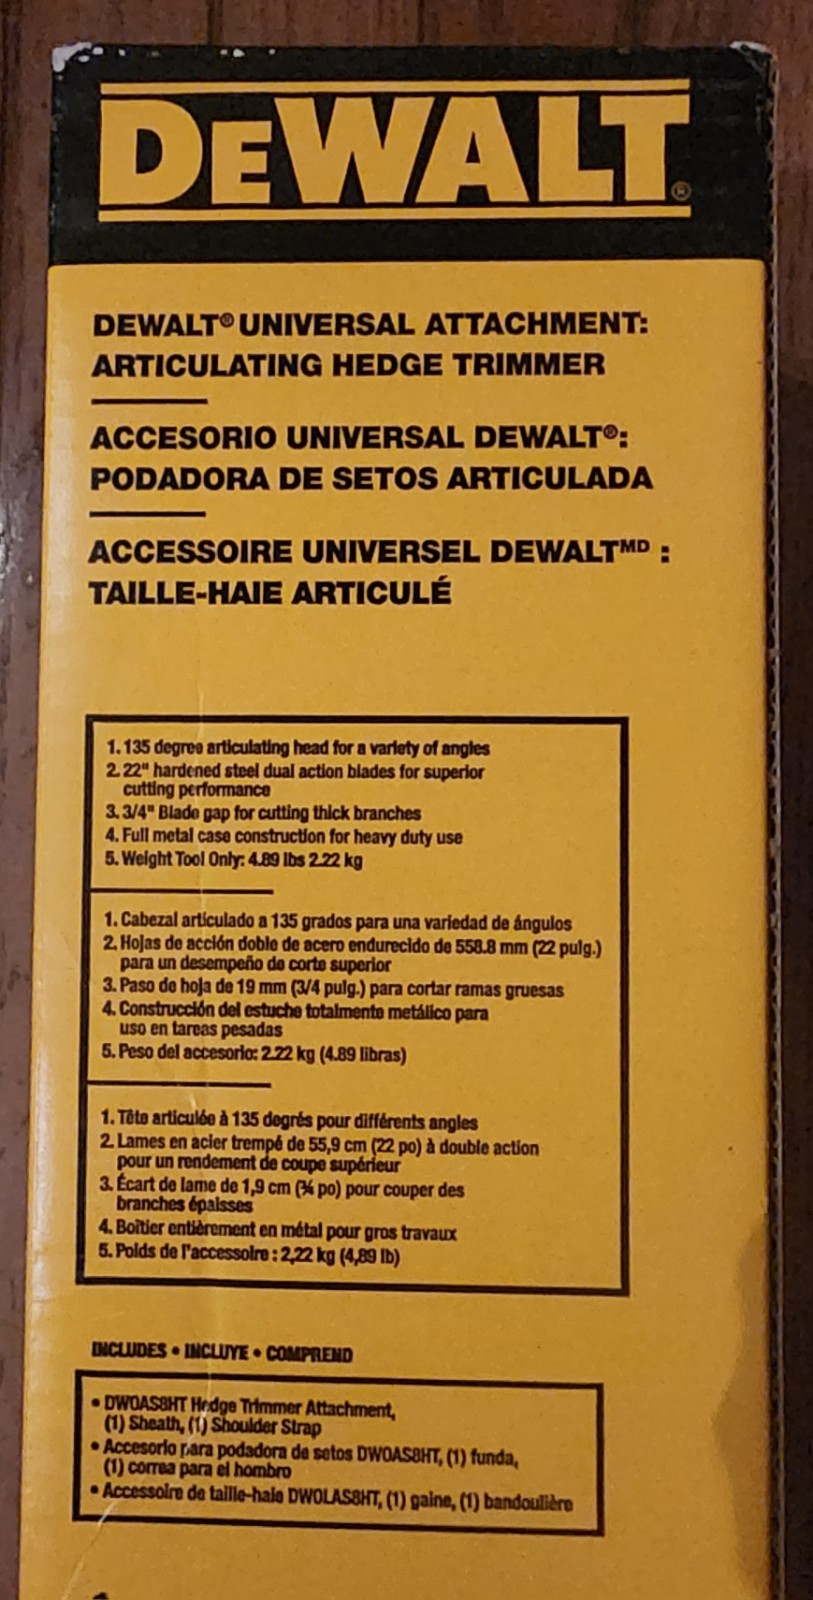 DEWALT®
DEWALT® UNIVERSAL ATTACHMENT:
ARTICULATING HEDGE TRIMMER
ACCESORIO UNIVERSAL DEWALT®:
PODADORA DE SETOS ARTICULADA
ACCESSOIRE UNIVERSEL DEWALTMD :
TAILLE-HAIE ARTICULÉ
1. 135 degree articulating head for a variety of angles
2. 22" hardened steel dual action blades for superior
cutting performance
3. 3/4" Blade gap for cutting thick branches
4. Full metal case construction for heavy duty use
5. Weight Tool Only: 4.89 lbs 2.22 kg
1. Cabezal articulado a 135 grados para una variedad de ángulos
2. Hojas de acción doble de acero endurecido de 558.8 mm (22 pulg.)
para un desempeño de corte superior
3. Paso de hoja de 19 mm (3/4 pulg.) para cortar ramas gruesas
4. Construcción del estuche totalmente metálico para
uso en tareas pesadas
5. Peso del accesorio: 2.22 kg (4.89 libras)
1. Tête articulée à 135 degrés pour différents angles
2. Lames en acier trempé de 55,9 cm (22 po) à double action
pour un rendement de coupe supérieur
3. Écart de lame de 1,9 cm (¾ po) pour couper des
branches épaisses
4. Boîtier entièrement en métal pour gros travaux
5. Poids de l'accessoire : 2,22 kg (4,89 lb)
INCLUDES • INCLUYE • COMPREND
• DWOAS8HT Hedge Trimmer Attachment,
(1) Sheath, (1) Shoulder Strap
• Accesorio para podadora de setos DWOAS8HT, (1) funda,
(1) correa para el hombro
• Accessoire de taille-haie DWOLAS8HT, (1) gaine, (1) bandoulière